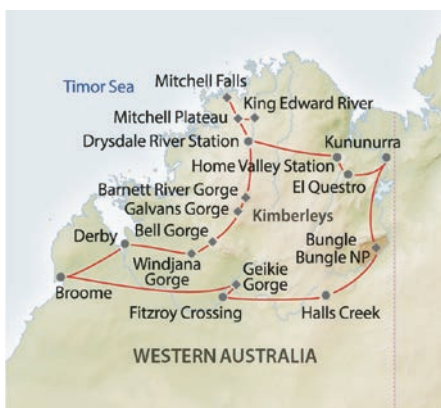 Timor Sea
Mitchell Falls
Mitchell Plateau
King Edward River
Drysdale River Station
Kununurra
Home Valley Station
El Questro
Barnett River Gorge
Galvans Gorge
Kimberleys
Bell Gorge
Derby
Bungle
Bungle NP
Windjana
Gorge
Geikie
Gorge
Broome
Fitzroy Crossing
Halls Creek
WESTERN AUSTRALIA